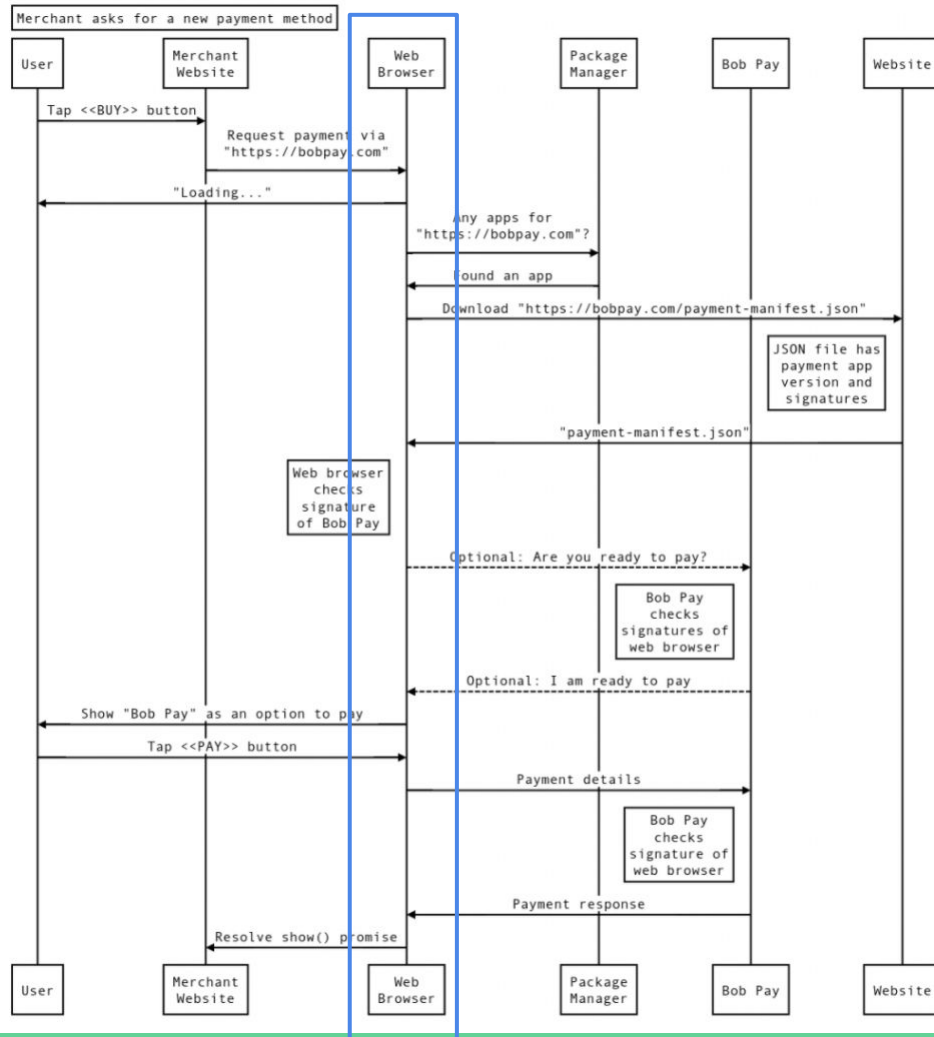 Merchant asks for a new payment method
User
Merchant
Website
Web
Browser
Package
Manager
Bob Pay
Website
Tap <<BUY>> button
Request payment via
"https://bobpay.com"
"Loading..."
Any apps for
"https://bobpay.com"?
Found an app
Download "https://bobpay.com/payment-manifest.json"
JSON file has
payment app
version and
signatures
"payment-manifest.json"
Web browser
checks
signature
of Bob Pay
Optional: Are you ready to pay?
Bob Pay
checks
signatures of
web browser
Optional: I am ready to pay
Show "Bob Pay" as an option to pay
Tap <<PAY>> button
Payment details
Bob Pay
checks
signature of
web browser
Payment response
Resolve show() promise
User
Merchant
Website
Web
Browser
Package
Manager
Bob Pay
Website